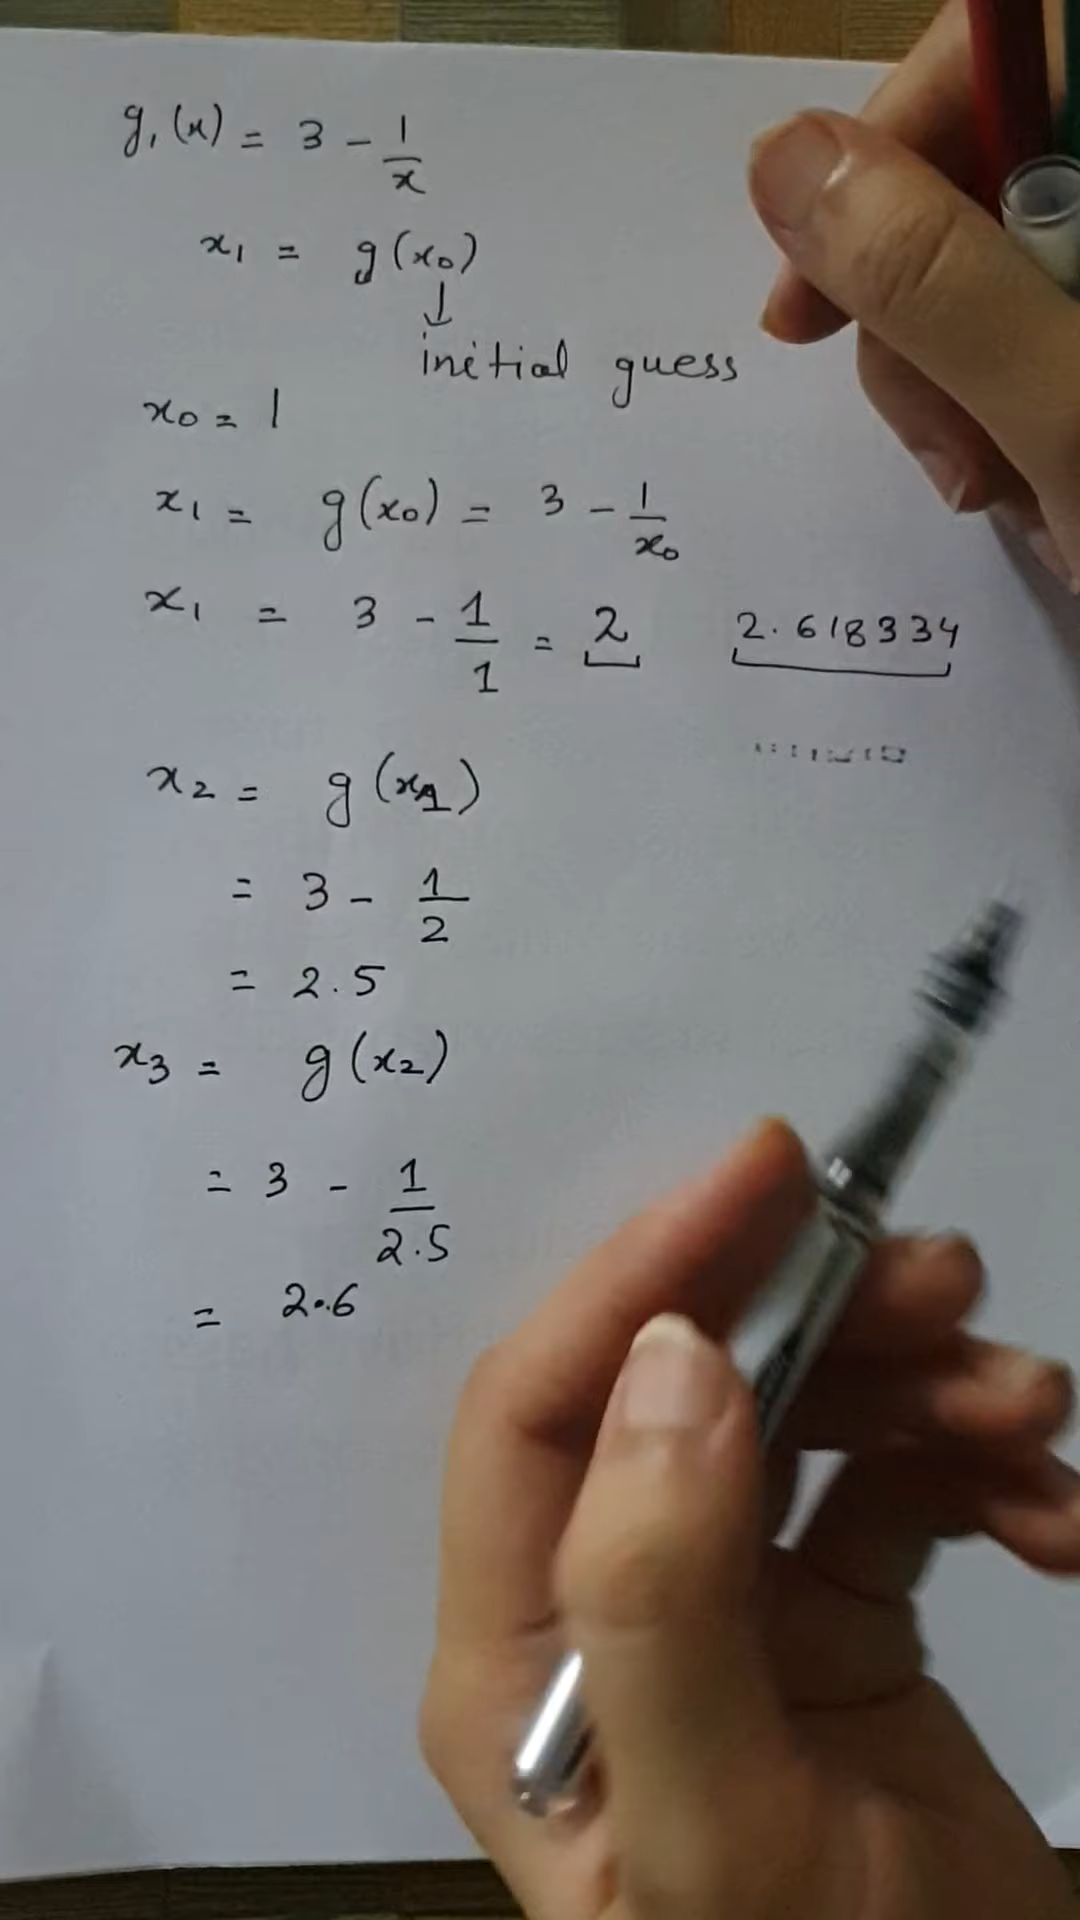 g₁(x) = 3 - 1/x
x₁ = g(x₀)
↓
initial guess
x₀ = 1
x₁ = g(x₀) = 3 - 1/x₀
x₁ = 3 - 1/1 = 2 2.618334
x₂ = g(x₁)
= 3 - 1/2
= 2.5
x₃ = g(x₂)
= 3 - 1/2.5
= 2.6